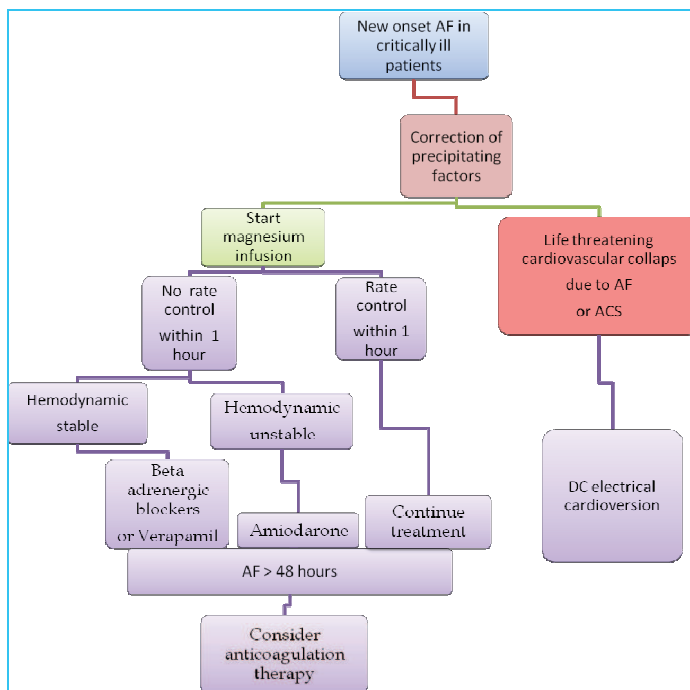 New onset AF in
critically ill
patients
Correction of
precipitating
factors
Start
magnesium
infusion
Life threatening
cardiovascular collaps
due to AF
or ACS
No rate
control
within 1
hour
Rate
control
within 1
hour
Hemodynamic
stable
Hemodynamic
unstable
Beta
adrenergic
blockers
or Verapamil
Amiodarone
Continue
treatment
DC electrical
cardioversion
AF > 48 hours
Consider
anticoagulation
therapy